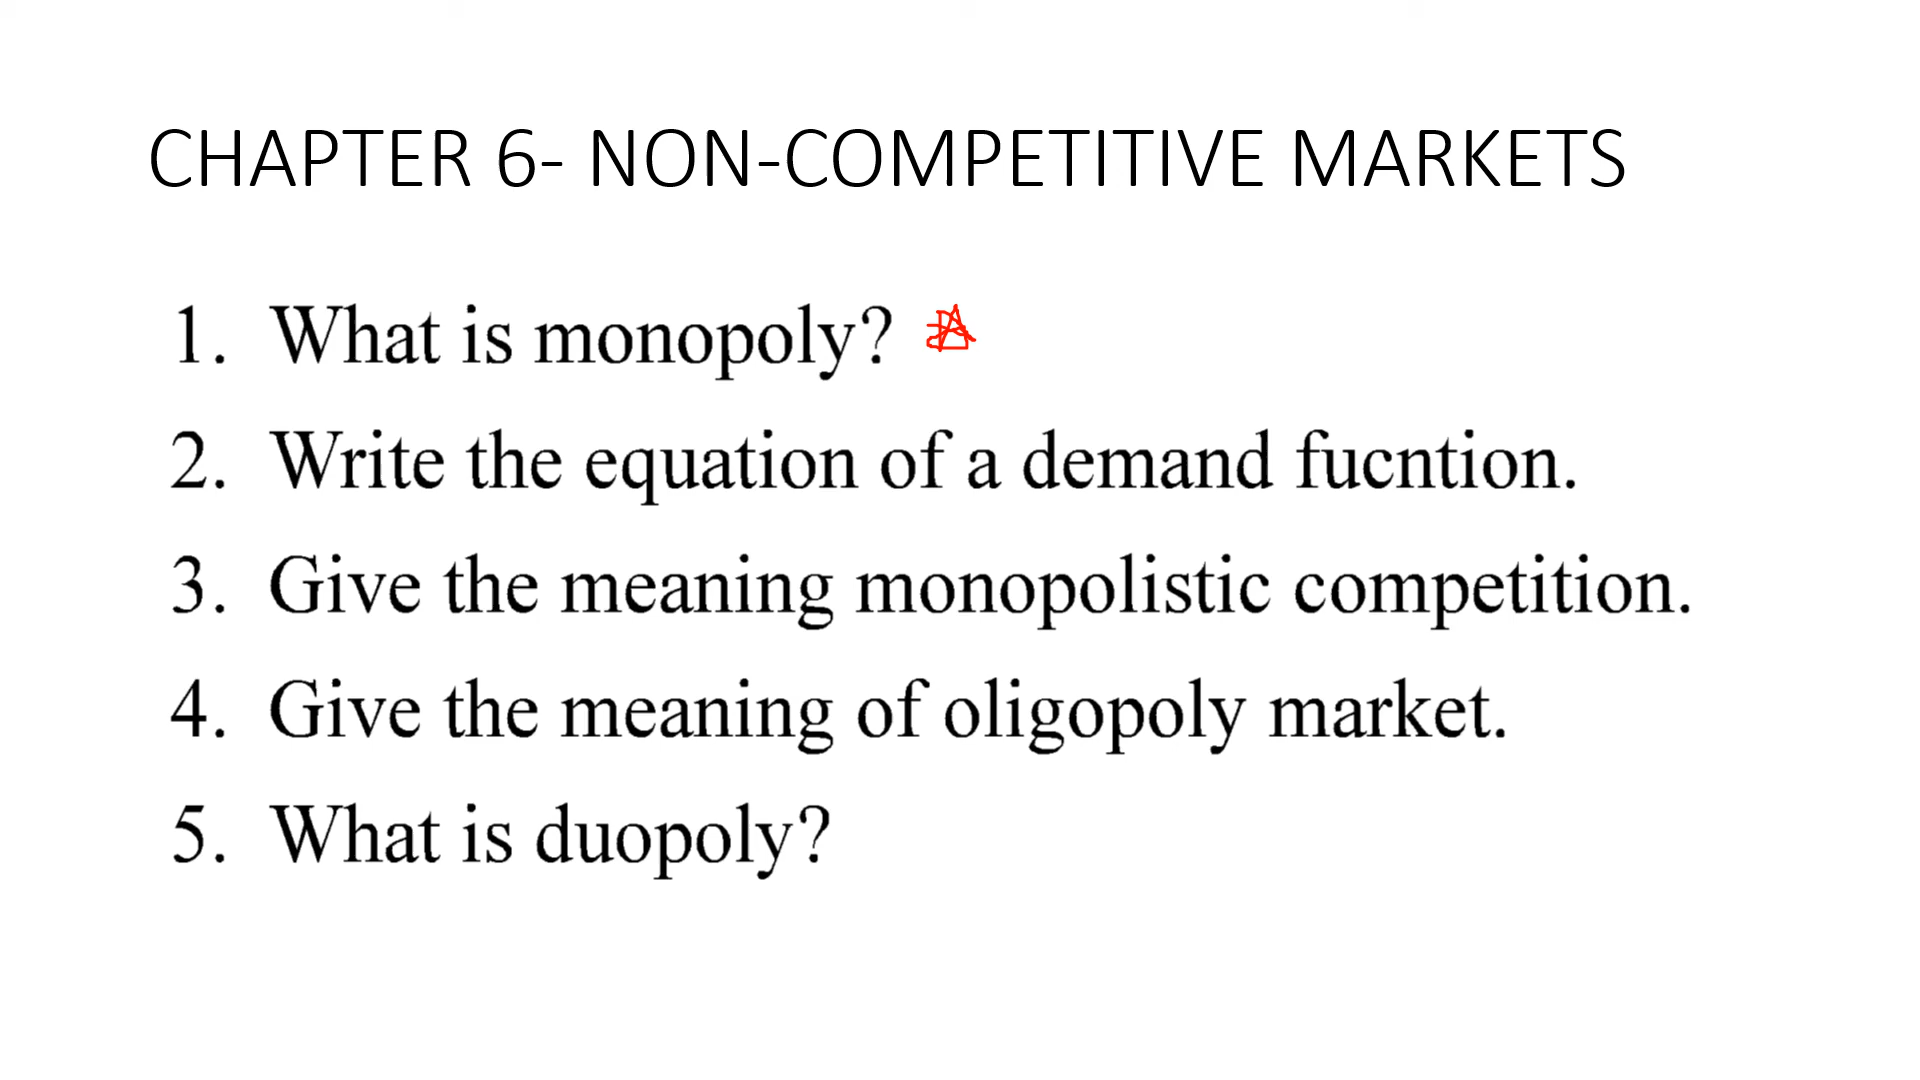 CHAPTER 6- NON-COMPETITIVE MARKETS
1. What is monopoly?
2. Write the equation of a demand fucntion.
3. Give the meaning monopolistic competition.
4. Give the meaning of oligopoly market.
5. What is duopoly?